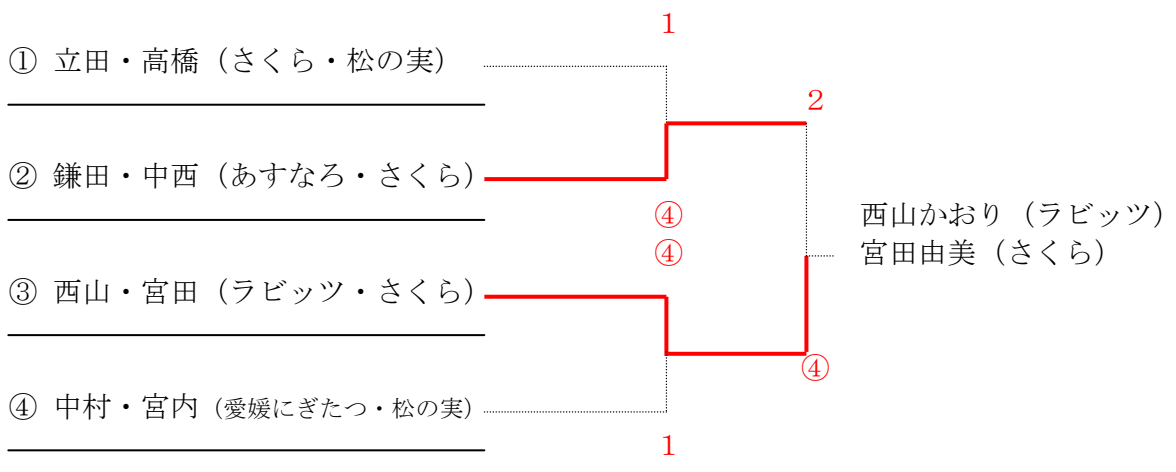 1
① 立田・高橋(さくら・松の実)
2
② 鎌田・中西(あすなろ・さくら)
④
西山かおり(ラビッツ)
④
宮田由美(さくら)
③ 西山・宮田(ラビッツ・さくら)
④
④ 中村・宮内(愛媛にぎたつ・松の実)
1